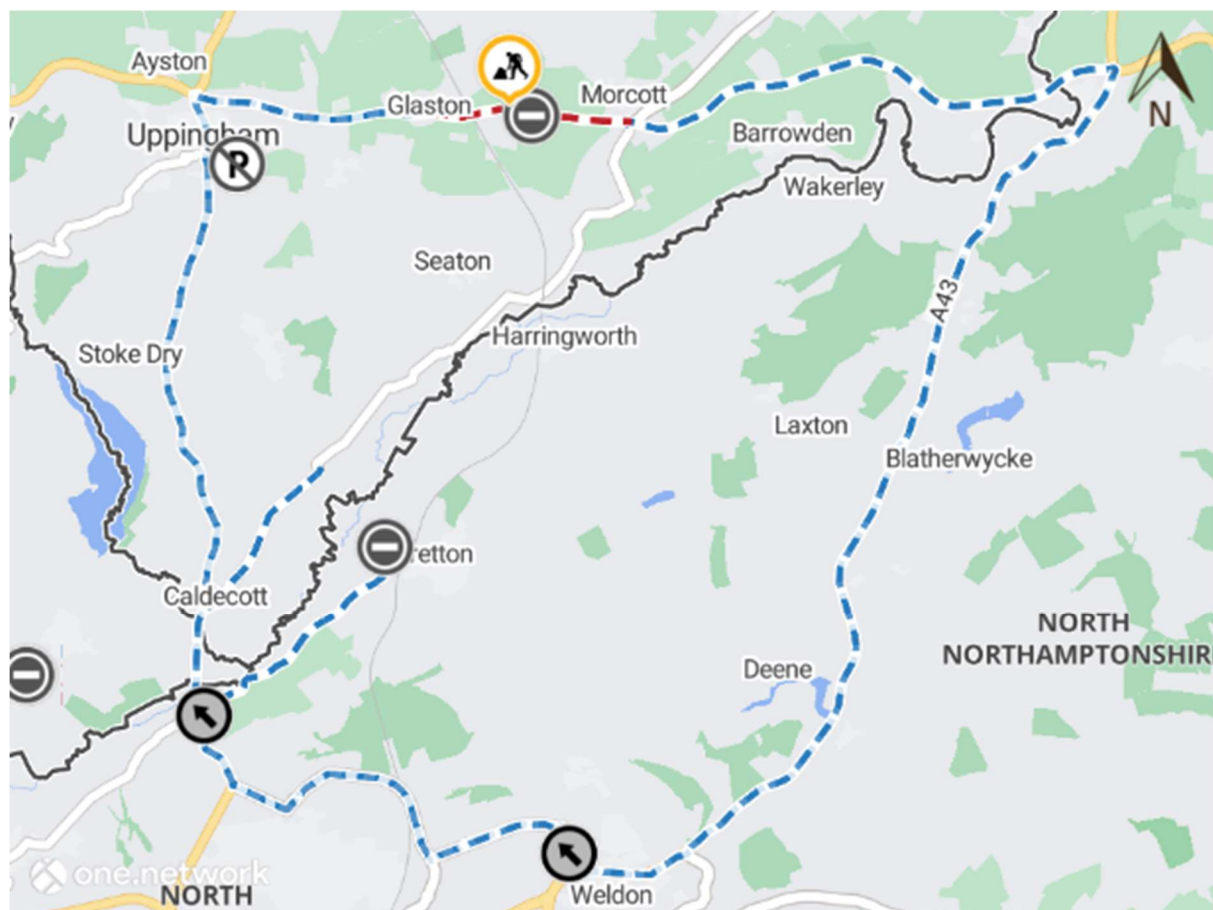 Ayston
Glaston
Morcott
Uppingham
P
Barrowden
N
Wakerley
Seaton
Harringworth
A43
Stoke Dry
Laxton
Blatherwycke
retton
Caldecott
NORTH
NORTHAMPTONSHIR
Deene
one.network
NORTH
Weldon